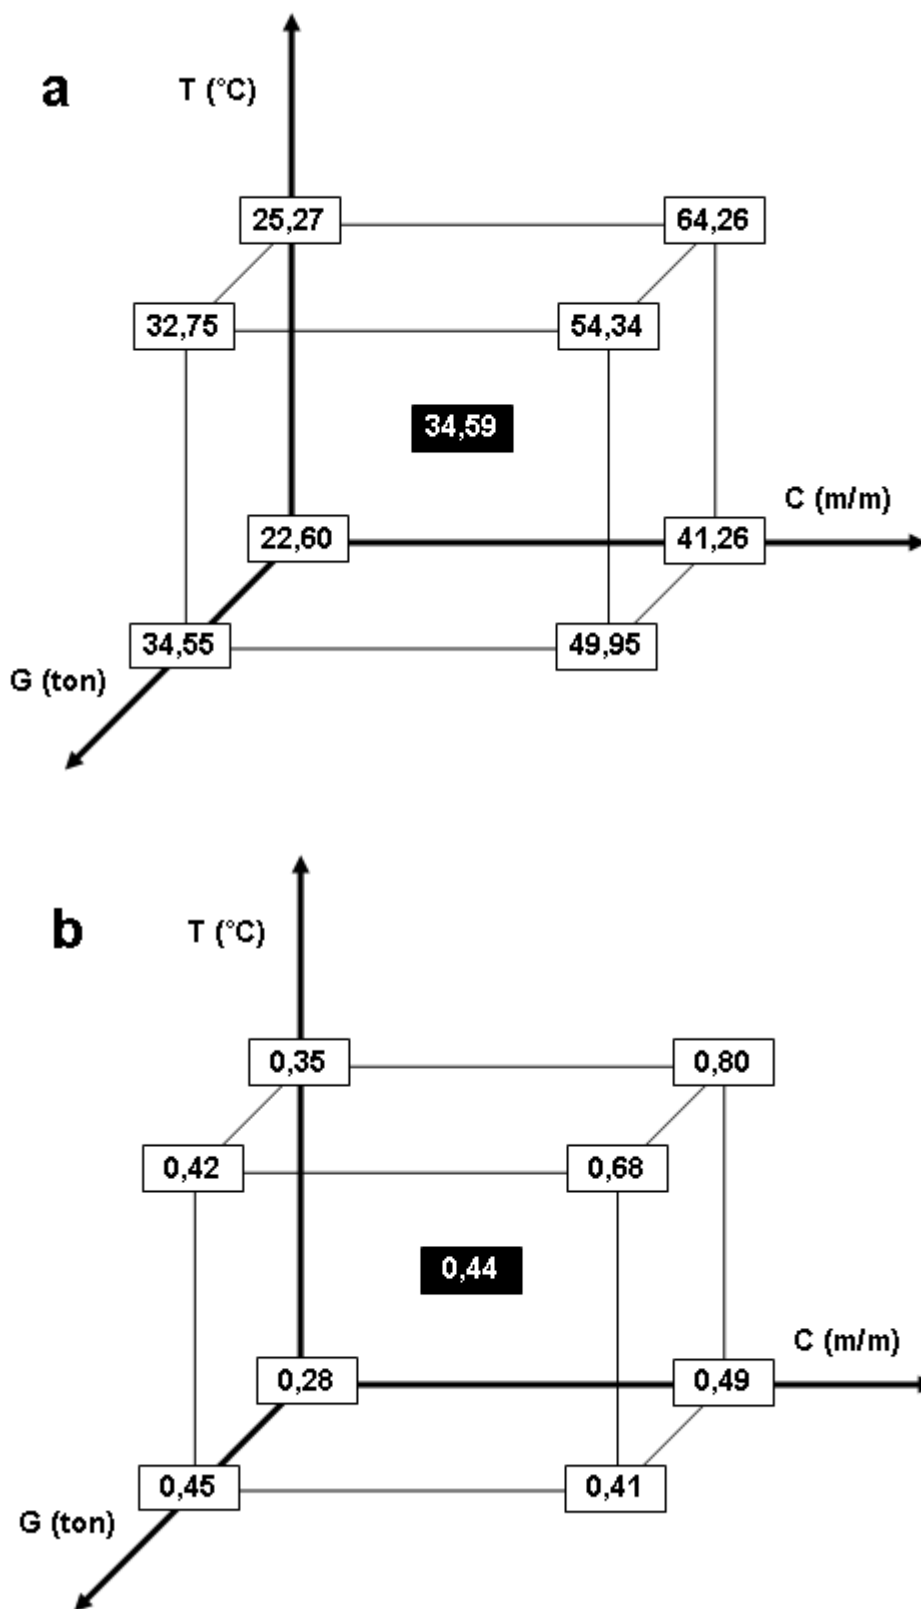 a
T (°C)
25,27
64,26
32,75
54,34
34,59
C (m/m)
22,60
41,26
34,55
49,95
G (ton)
b
T (°C)
0,35
0,80
0,42
0,68
0,44
C (m/m)
0,28
0,49
0,45
0,41
G (ton)